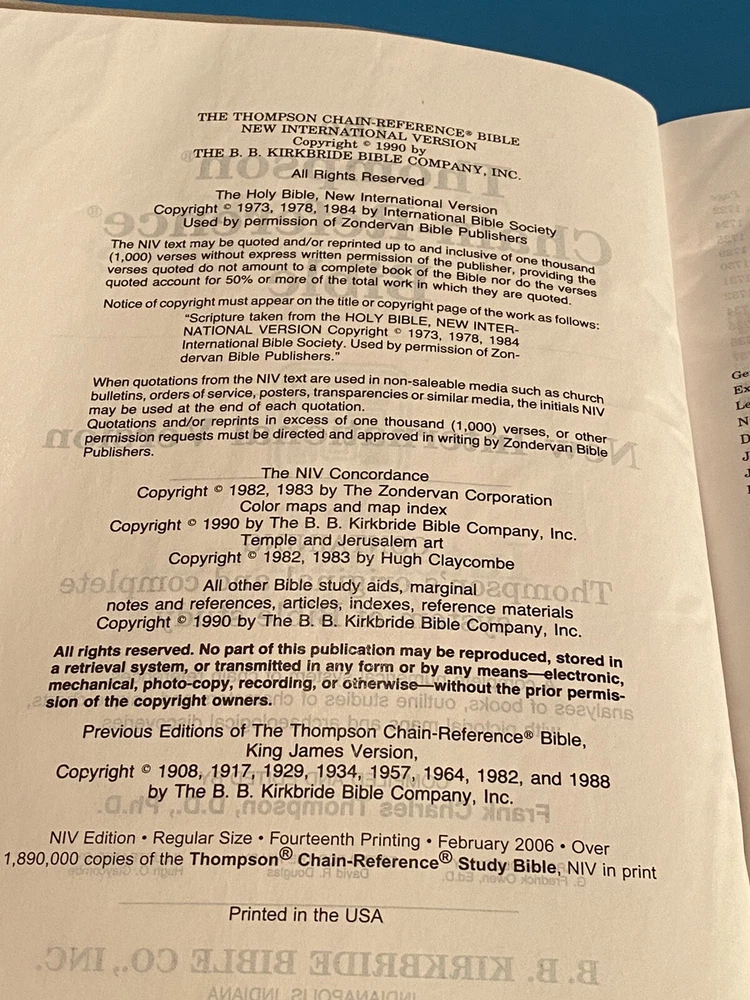 THE THOMPSON CHAIN-REFERENCE® BIBLE
NEW INTERNATIONAL VERSION
Copyright © 1990 by
THE B. B. KIRKBRIDE BIBLE COMPANY, INC.
All Rights Reserved
The Holy Bible, New International Version
Copyright © 1973, 1978, 1984 by International Bible Society
Used by permission of Zondervan Bible Publishers
The NIV text may be quoted and/or reprinted up to and inclusive of one thousand
(1,000) verses without express written permission of the publisher, providing the
verses quoted do not amount to a complete book of the Bible nor do the verses
quoted account for 50% or more of the total work in which they are quoted.
Notice of copyright must appear on the title or copyright page of the work as follows:
“Scripture taken from the HOLY BIBLE, NEW INTER-
NATIONAL VERSION Copyright © 1973, 1978, 1984
International Bible Society. Used by permission of Zon-
dervan Bible Publishers.”
When quotations from the NIV text are used in non-saleable media such as church
bulletins, orders of service, posters, transparencies or similar media, the initials NIV
may be used at the end of each quotation.
Quotations and/or reprints in excess of one thousand (1,000) verses, or other
permission requests must be directed and approved in writing by Zondervan Bible
Publishers.
The NIV Concordance
Copyright © 1982, 1983 by The Zondervan Corporation
Color maps and map index
Copyright © 1990 by The B. B. Kirkbride Bible Company, Inc.
Temple and Jerusalem art
Copyright © 1982, 1983 by Hugh Claycombe
All other Bible study aids, marginal
notes and references, articles, indexes, reference materials
Copyright © 1990 by The B. B. Kirkbride Bible Company, Inc.
All rights reserved. No part of this publication may be reproduced, stored in
a retrieval system, or transmitted in any form or by any means—electronic,
mechanical, photo-copy, recording, or otherwise—without the prior permis-
sion of the copyright owners.
Previous Editions of The Thompson Chain-Reference® Bible,
King James Version,
Copyright © 1908, 1917, 1929, 1934, 1957, 1964, 1982, and 1988
by The B. B. Kirkbride Bible Company, Inc.
NIV Edition • Regular Size • Fourteenth Printing • February 2006 • Over
1,890,000 copies of the Thompson® Chain-Reference® Study Bible, NIV in print
Printed in the USA